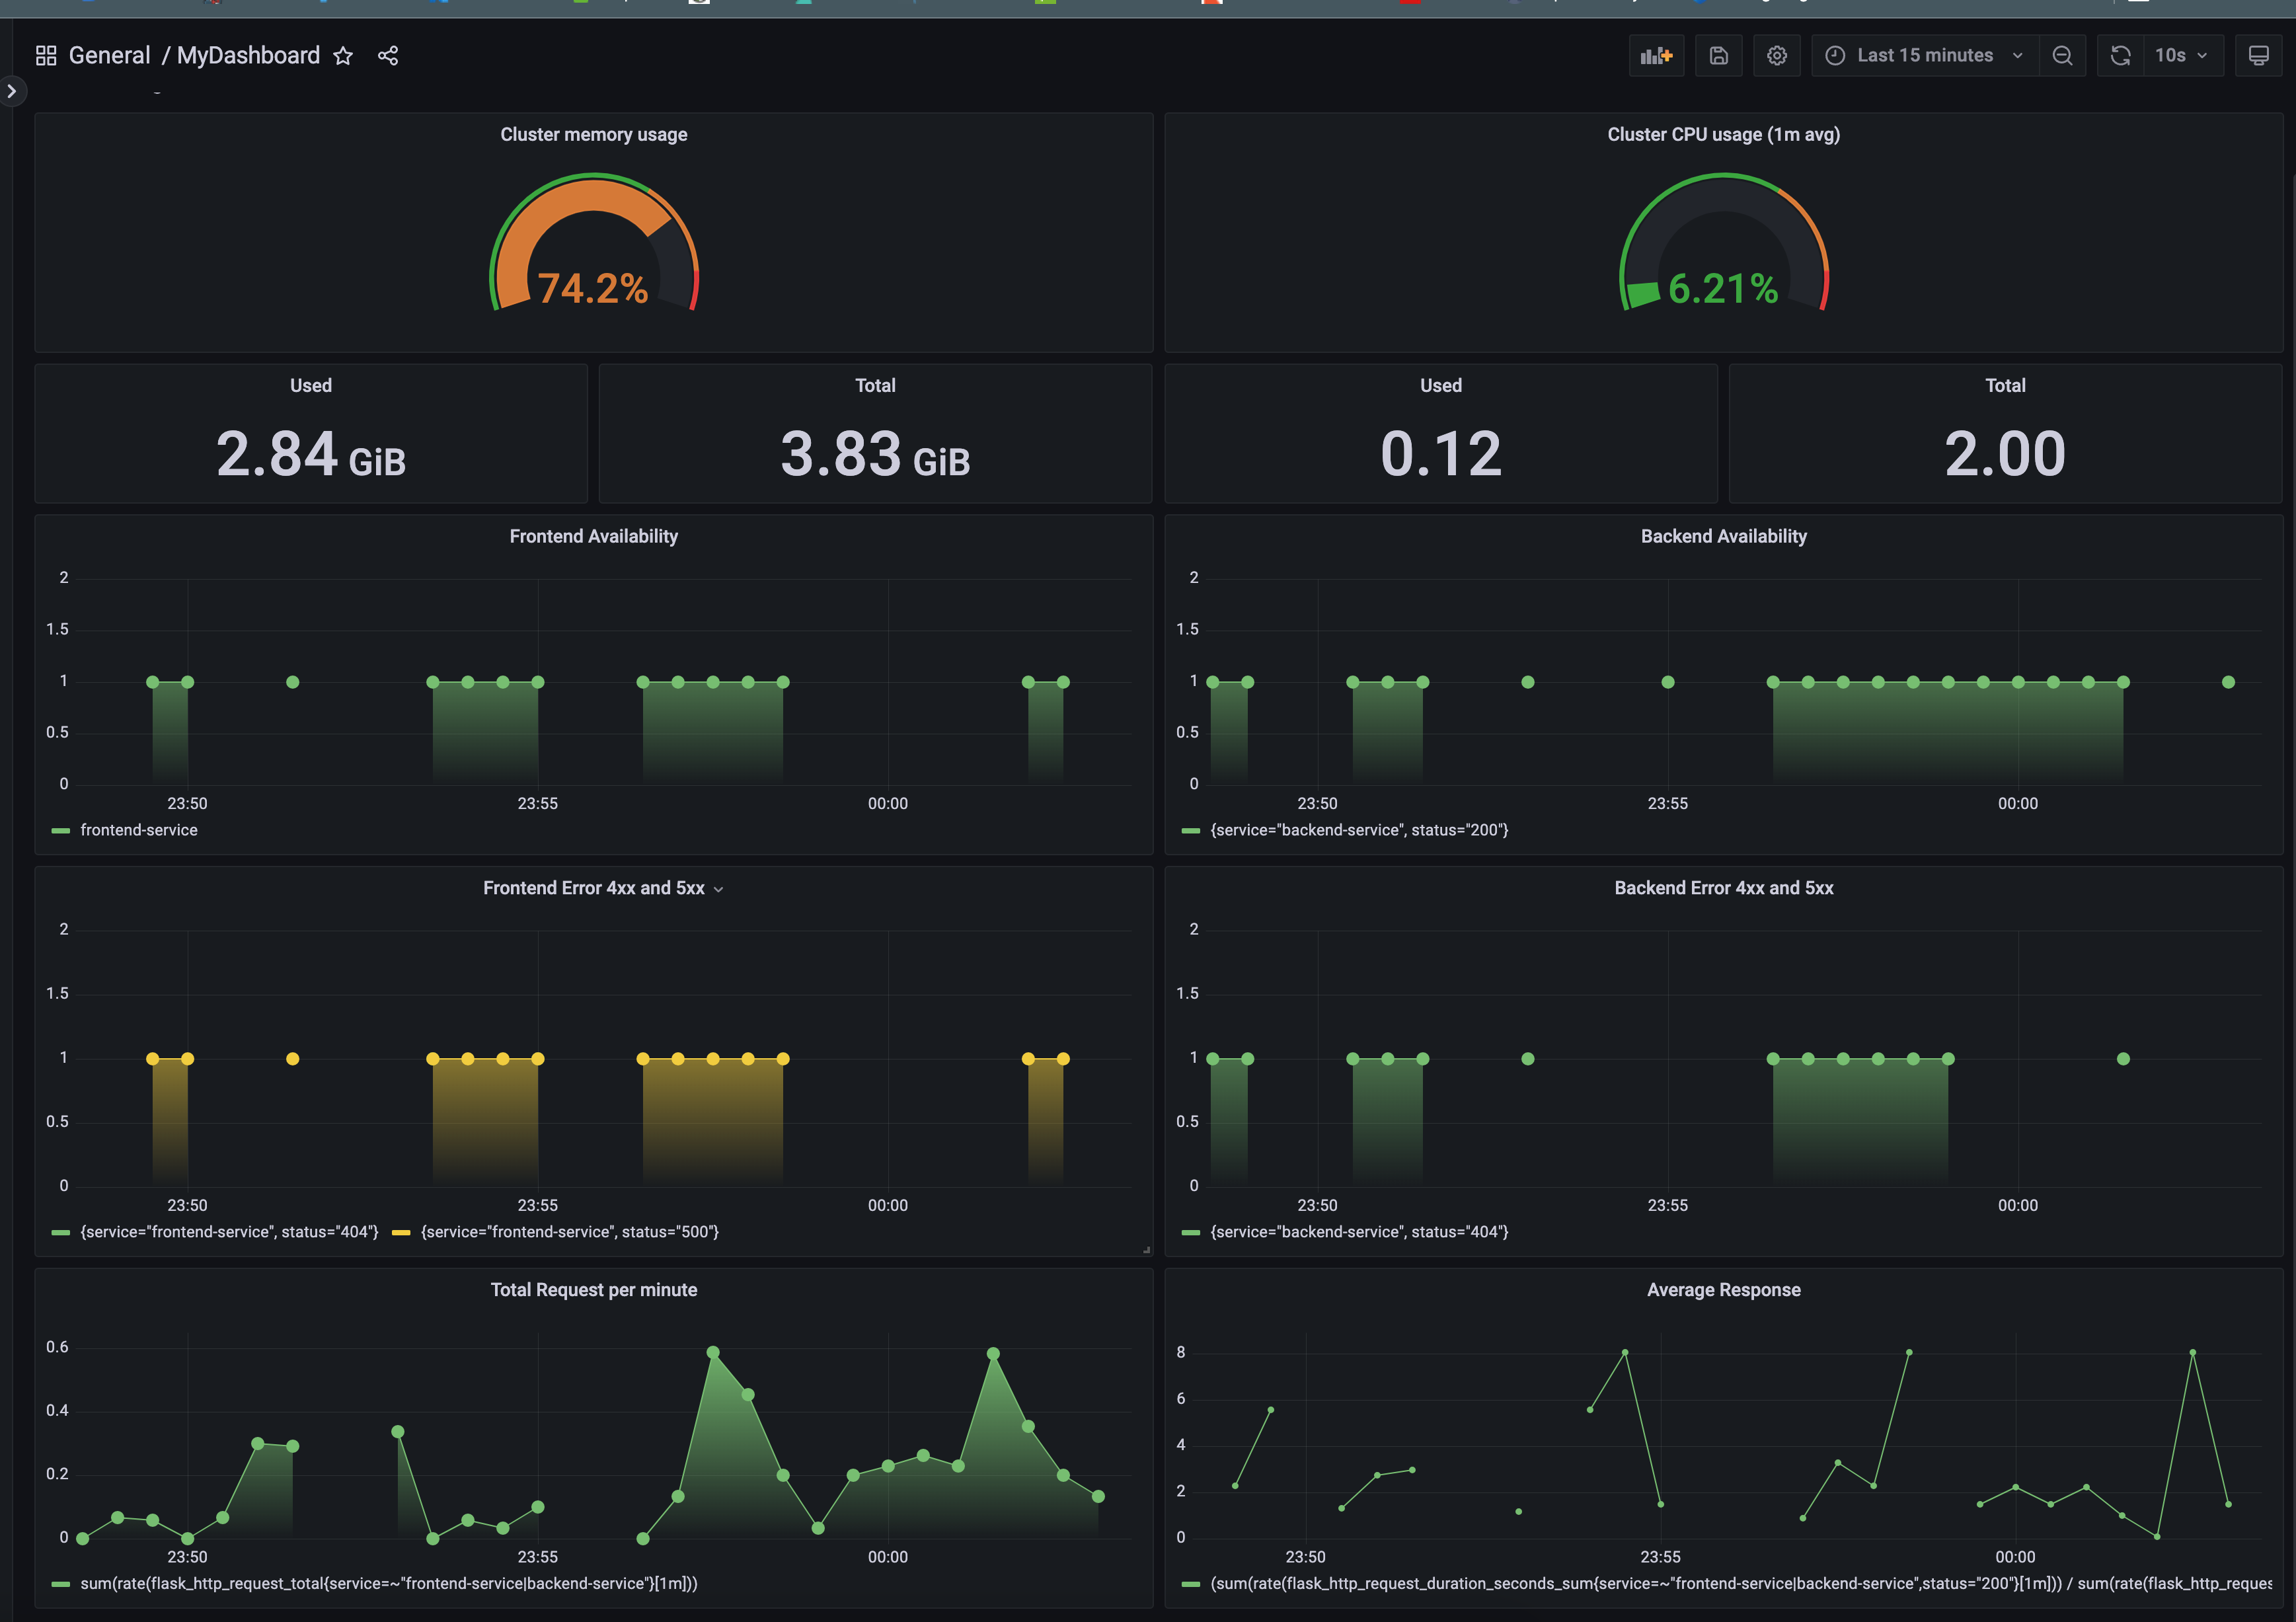 General / MyDashboard
Last 15 minutes
10s
Cluster memory usage
74.2%
Cluster CPU usage (1m avg)
6.21%
Used
2.84 GiB
Total
3.83 GiB
Used
0.12
Total
2.00
Frontend Availability
2
1.5
1
0.5
0
23:50 23:55 00:00
frontend-service
Backend Availability
2
1.5
1
0.5
0
23:50 23:55 00:00
{service="backend-service", status="200"}
Frontend Error 4xx and 5xx
2
1.5
1
0.5
0
23:50 23:55 00:00
{service="frontend-service", status="404"} {service="frontend-service", status="500"}
Backend Error 4xx and 5xx
2
1.5
1
0.5
0
23:50 23:55 00:00
{service="backend-service", status="404"}
Total Request per minute
0.6
0.4
0.2
0
23:50 23:55 00:00
sum(rate(flask_http_request_total{service=~"frontend-service|backend-service"}[1m]))
Average Response
8
6
4
2
0
23:50 23:55 00:00
(sum(rate(flask_http_request_duration_seconds_sum{service=~"frontend-service|backend-service",status="200"}[1m])) / sum(rate(flask_http_reques